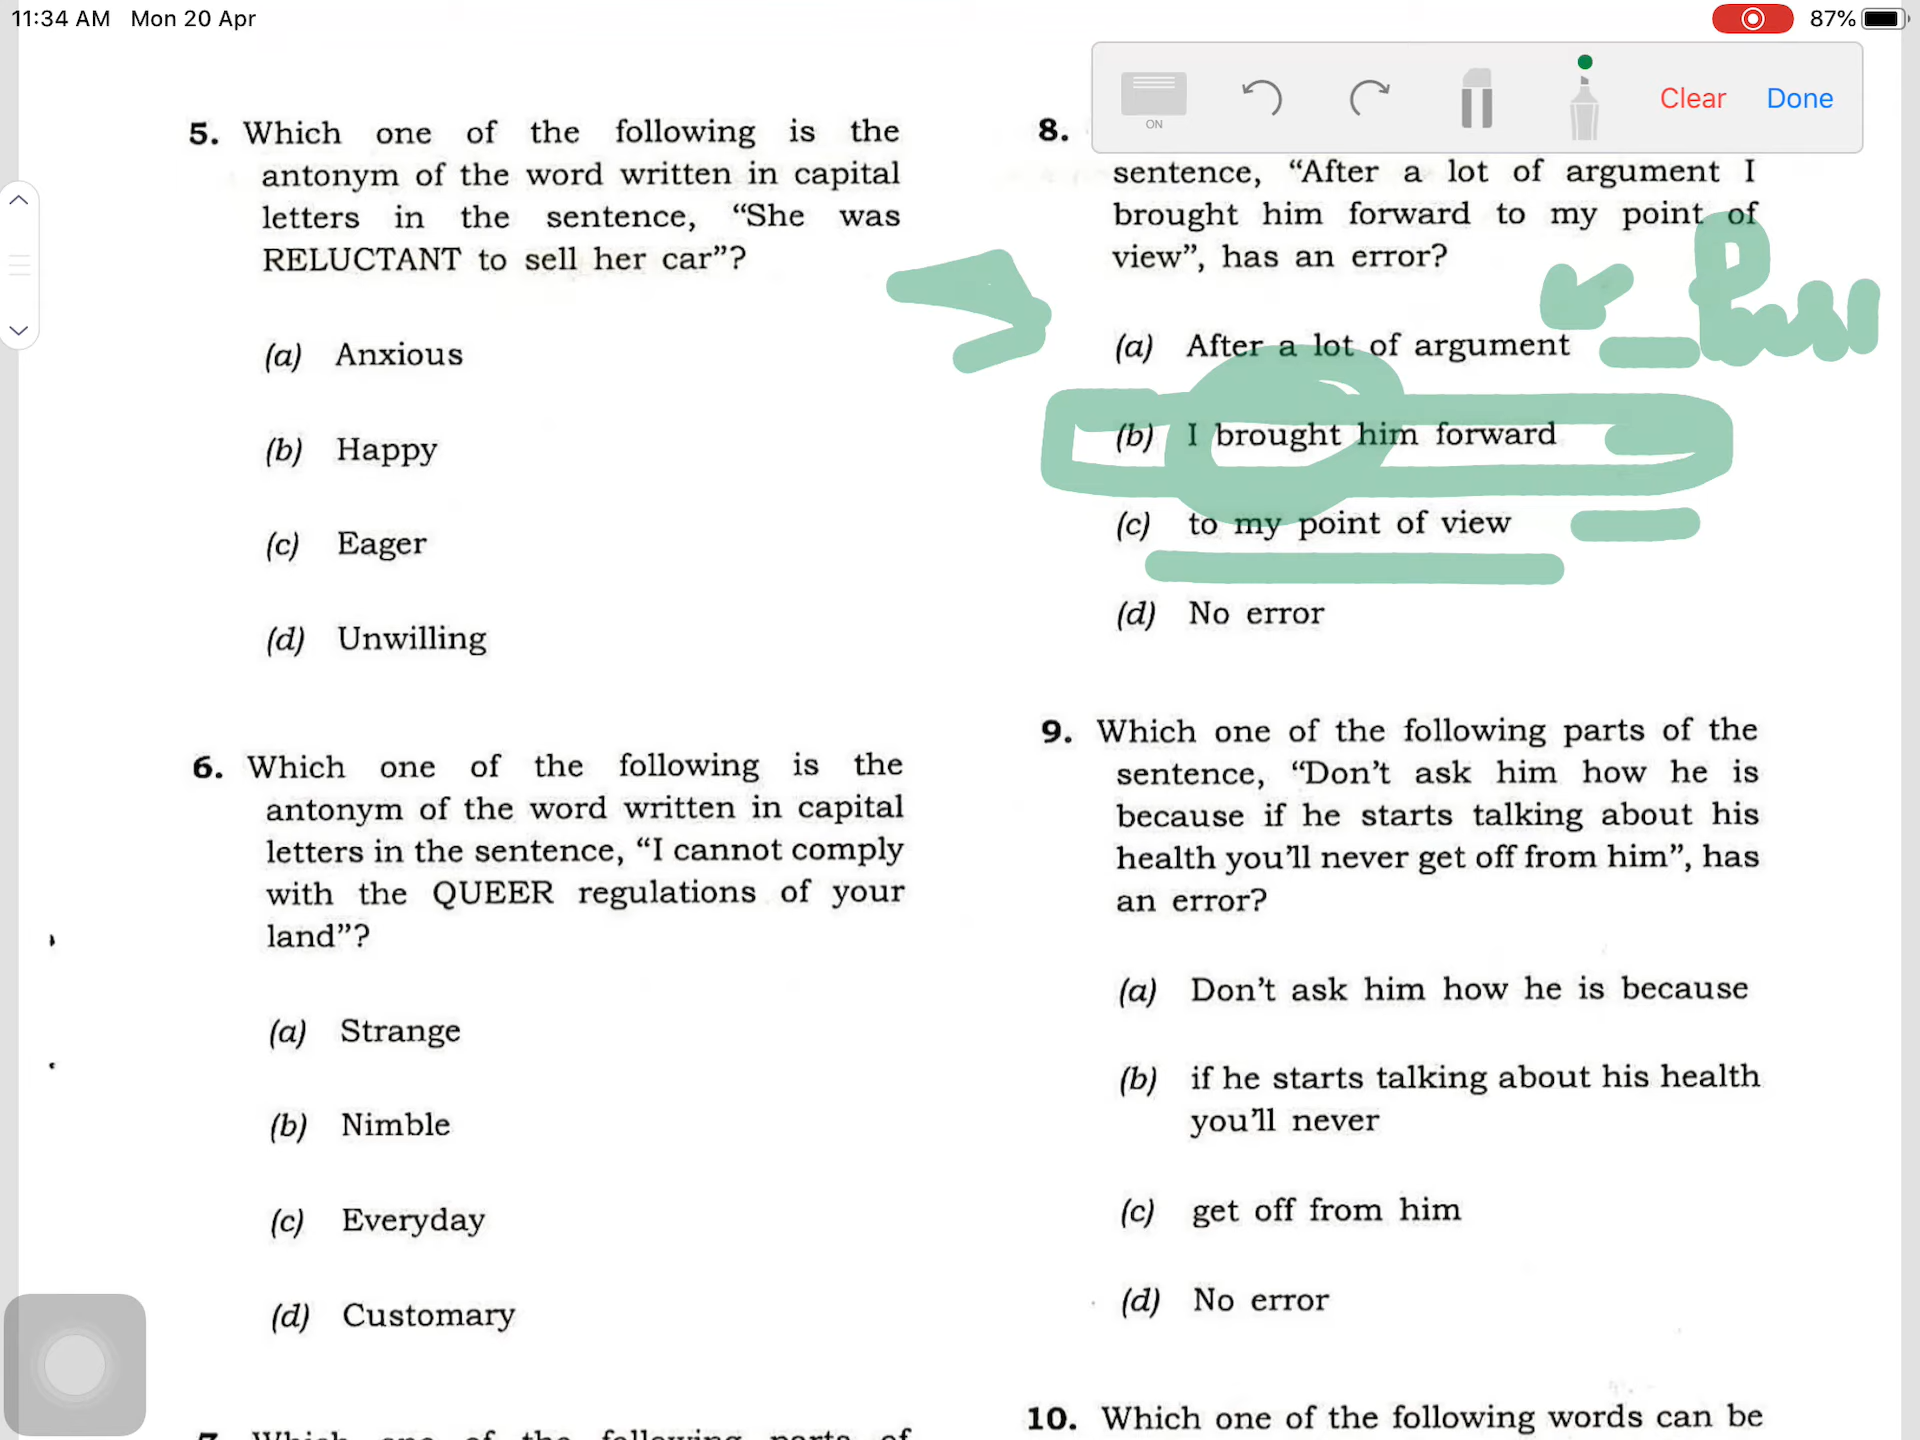 11:34 AM Mon 20 Apr
87%
ON
Clear Done
5. Which one of the following is the
antonym of the word written in capital
letters in the sentence, “She was
RELUCTANT to sell her car”?
(a) Anxious
(b) Happy
(c) Eager
(d) Unwilling
6. Which one of the following is the
antonym of the word written in capital
letters in the sentence, “I cannot comply
with the QUEER regulations of your
land”?
(a) Strange
(b) Nimble
(c) Everyday
(d) Customary
7. Which one of the following parts of
8.
sentence, “After a lot of argument I
brought him forward to my point of
view”, has an error?
(a) After a lot of argument
(b) I brought him forward
(c) to my point of view
(d) No error
9. Which one of the following parts of the
sentence, “Don’t ask him how he is
because if he starts talking about his
health you’ll never get off from him”, has
an error?
(a) Don’t ask him how he is because
(b) if he starts talking about his health
you’ll never
(c) get off from him
(d) No error
10. Which one of the following words can be